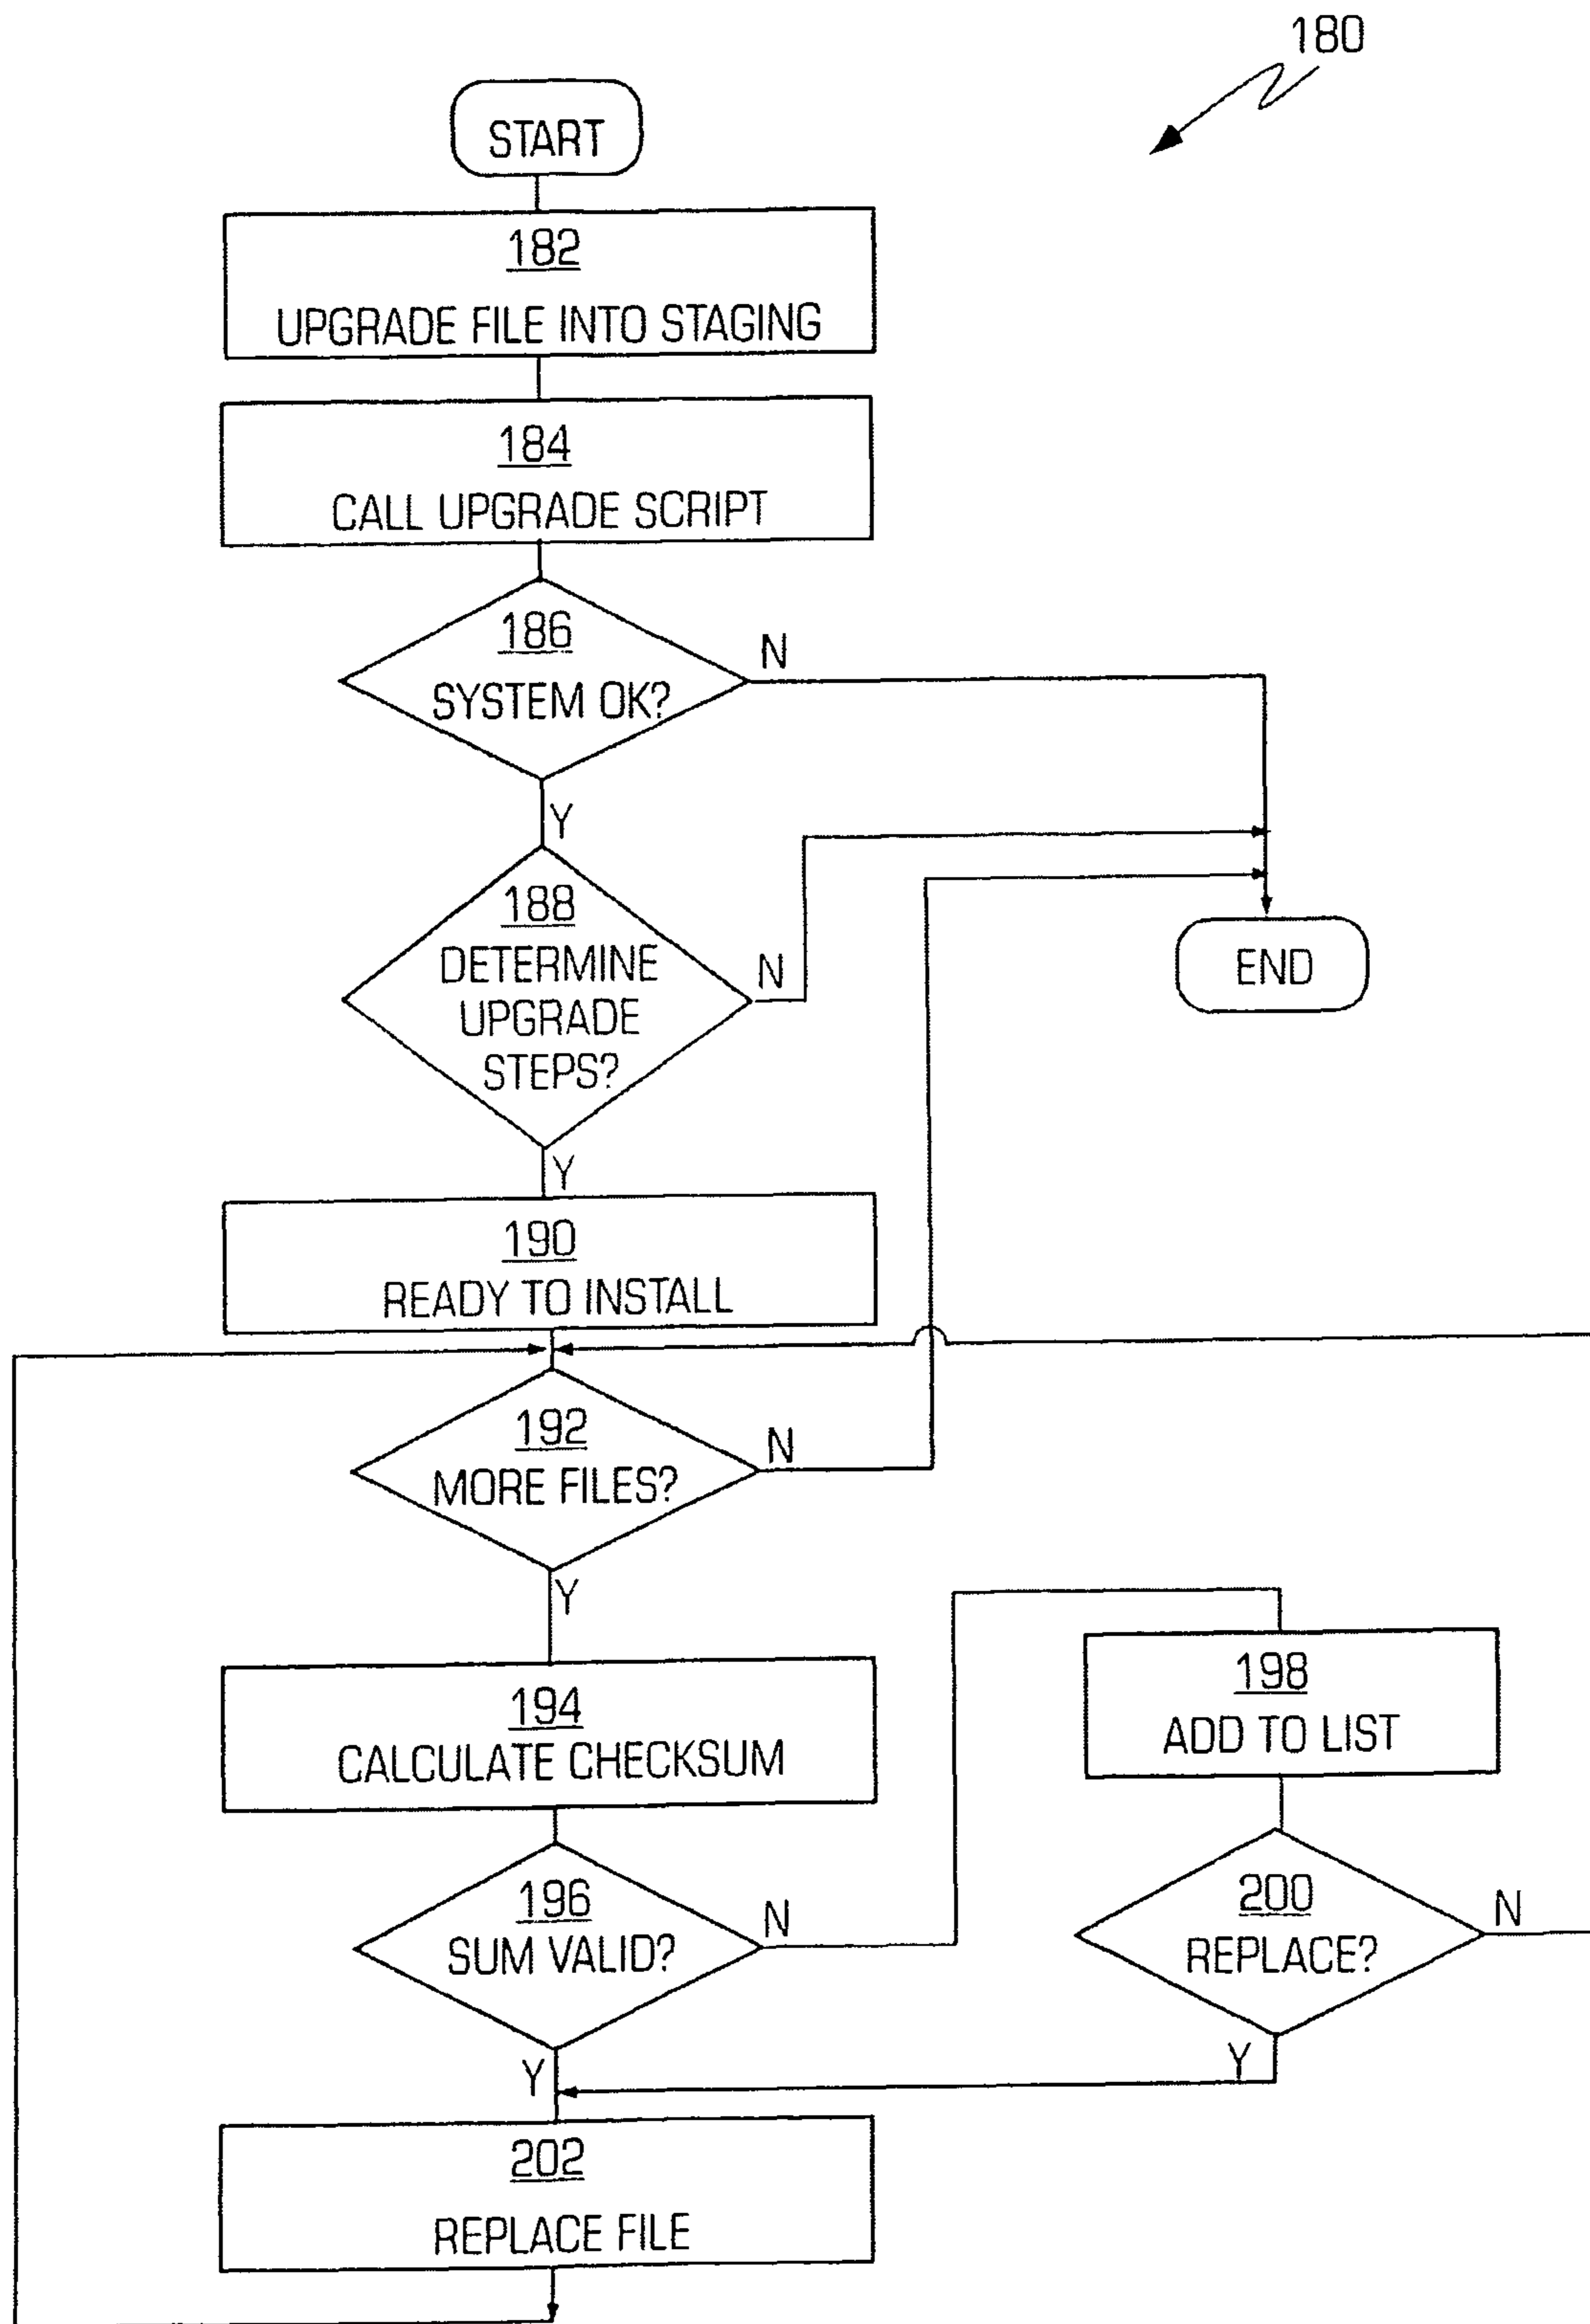 180
START
182
UPGRADE FILE INTO STAGING
184
CALL UPGRADE SCRIPT
186
SYSTEM OK?
N
Y
188
DETERMINE
UPGRADE
STEPS?
N
Y
END
190
READY TO INSTALL
192
MORE FILES?
N
Y
194
CALCULATE CHECKSUM
196
SUM VALID?
N
Y
198
ADD TO LIST
200
REPLACE?
N
Y
202
REPLACE FILE